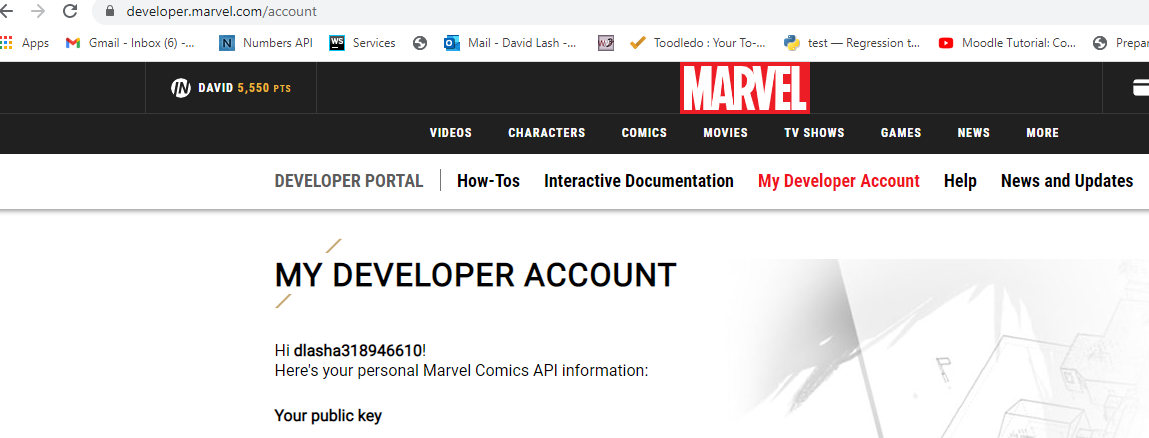 developer.marvel.com/account
Apps Gmail - Inbox (6) -... N Numbers API WS Services Mail - David Lash -... Toodledo : Your To-... test — Regression t... Moodle Tutorial: Co... Prepar
IN DAVID 5,550 PTS MARVEL
VIDEOS CHARACTERS COMICS MOVIES TV SHOWS GAMES NEWS MORE
DEVELOPER PORTAL How-Tos Interactive Documentation My Developer Account Help News and Updates
MY DEVELOPER ACCOUNT
Hi dlasha318946610!
Here's your personal Marvel Comics API information:
Your public key